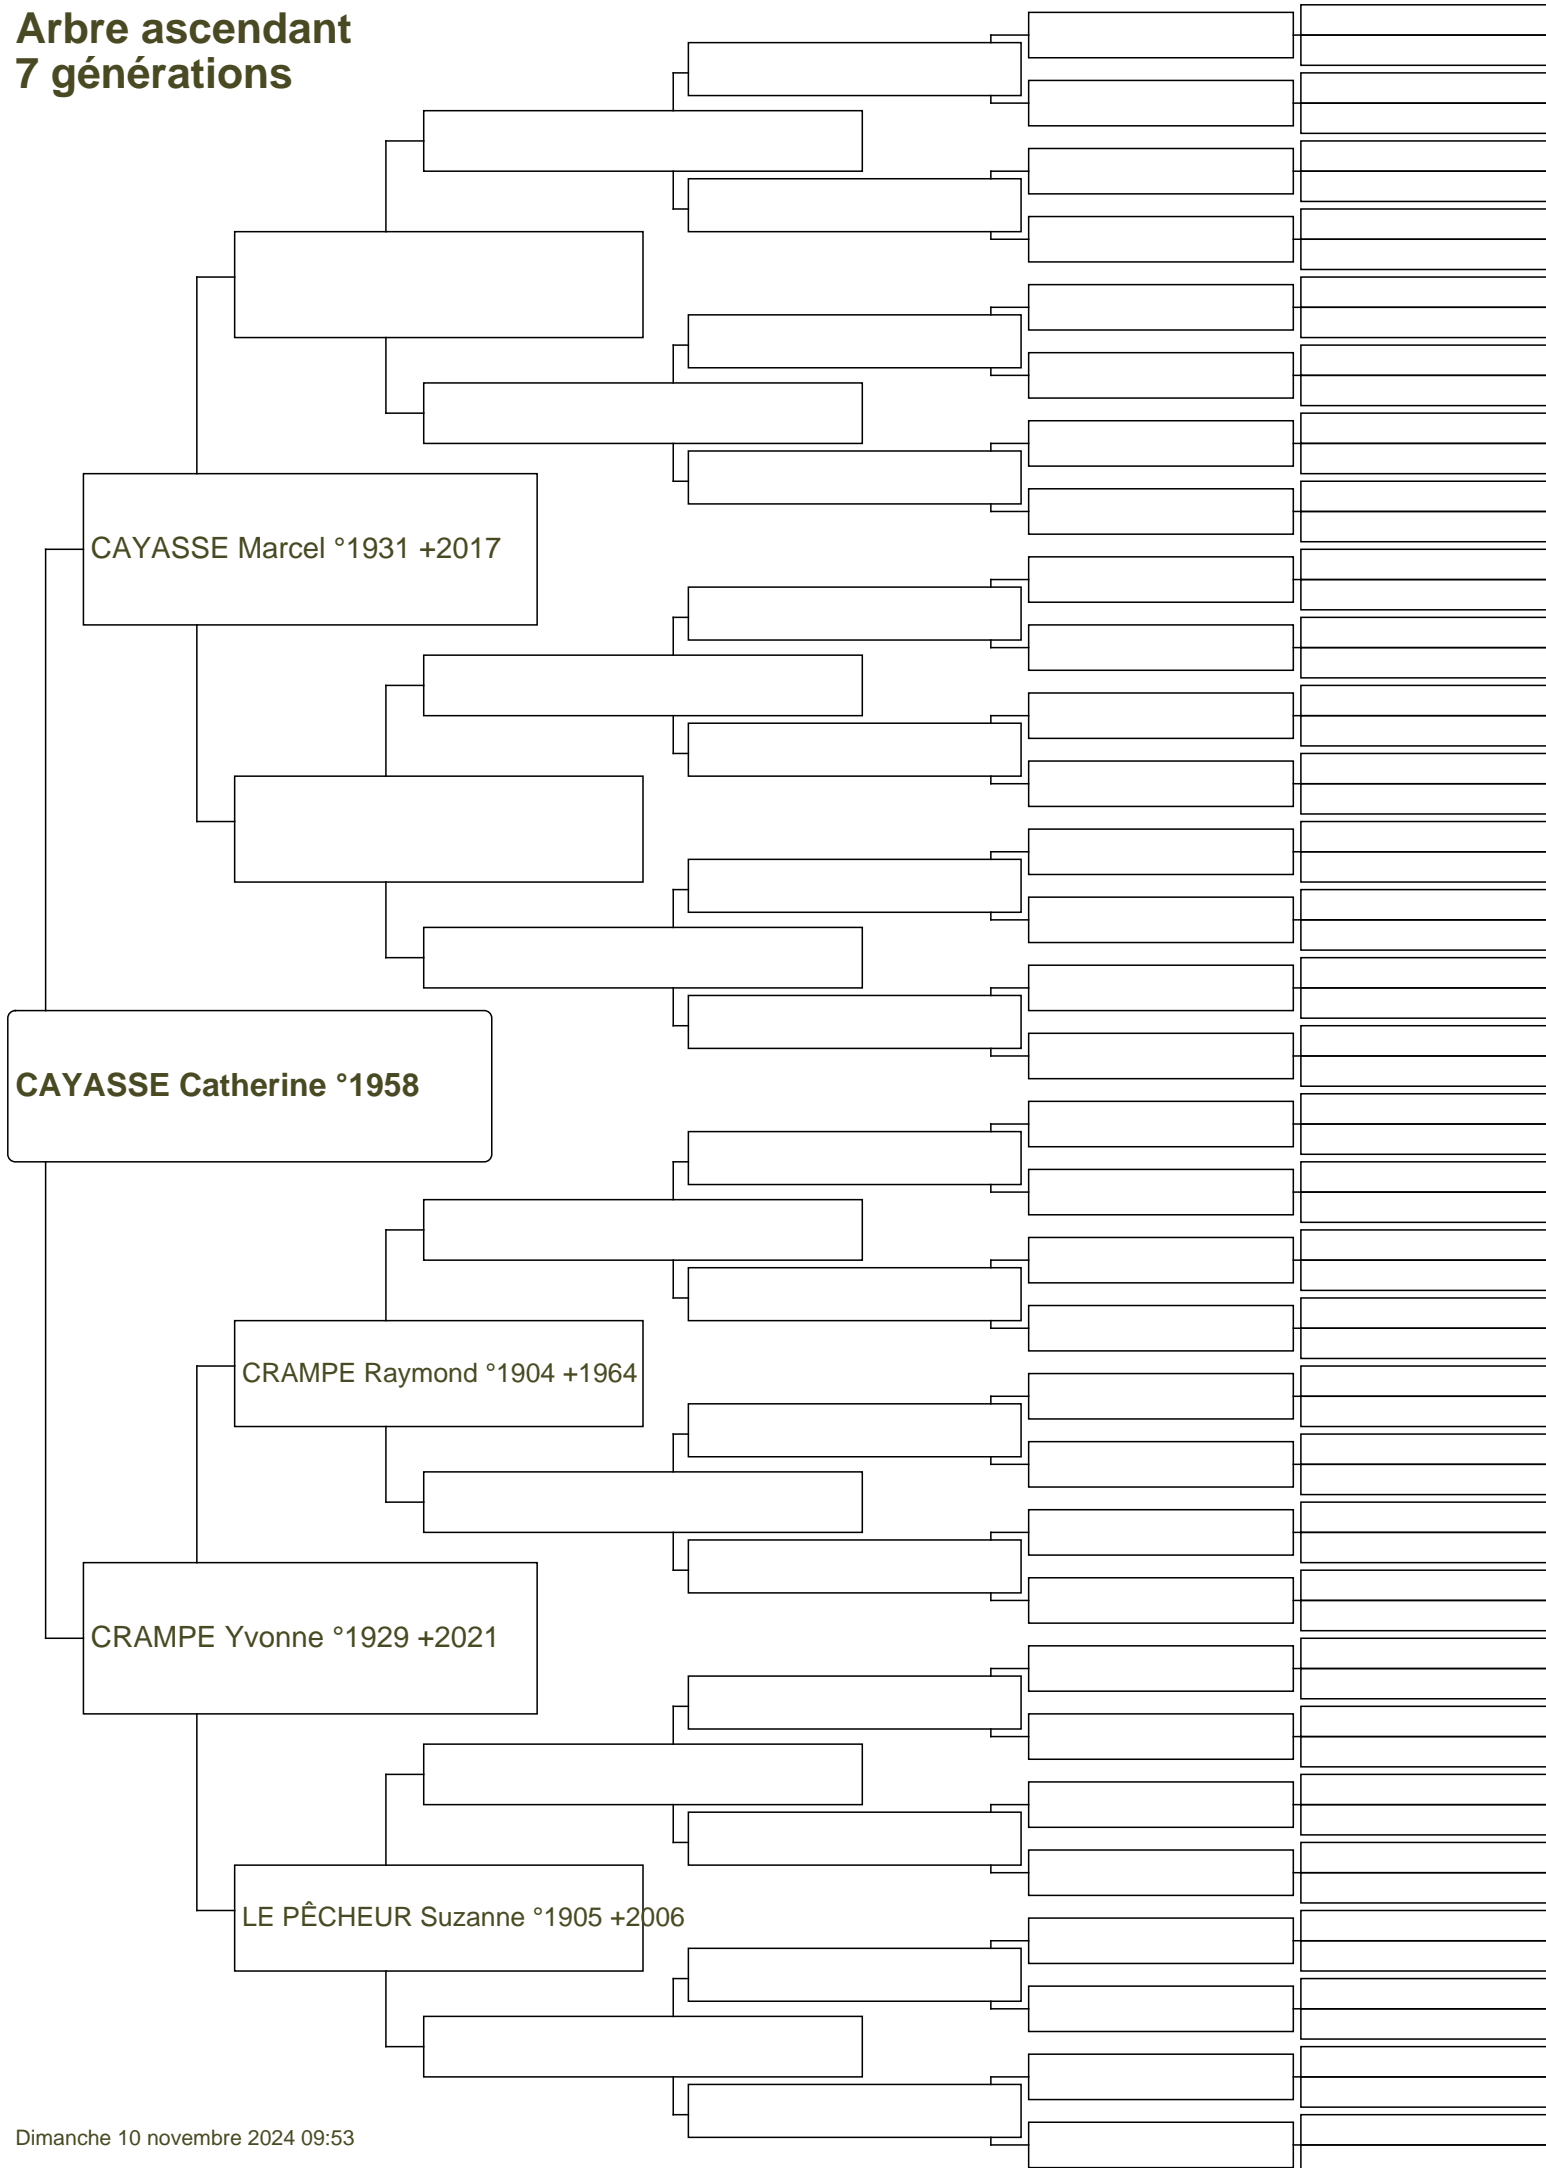 Arbre ascendant
7 générations
CAYASSE Marcel °1931 +2017
CAYASSE Catherine °1958
CRAMPE Raymond °1904 +1964
CRAMPE Yvonne °1929 +2021
LE PÊCHEUR Suzanne °1905 +2006
Dimanche 10 novembre 2024 09:53